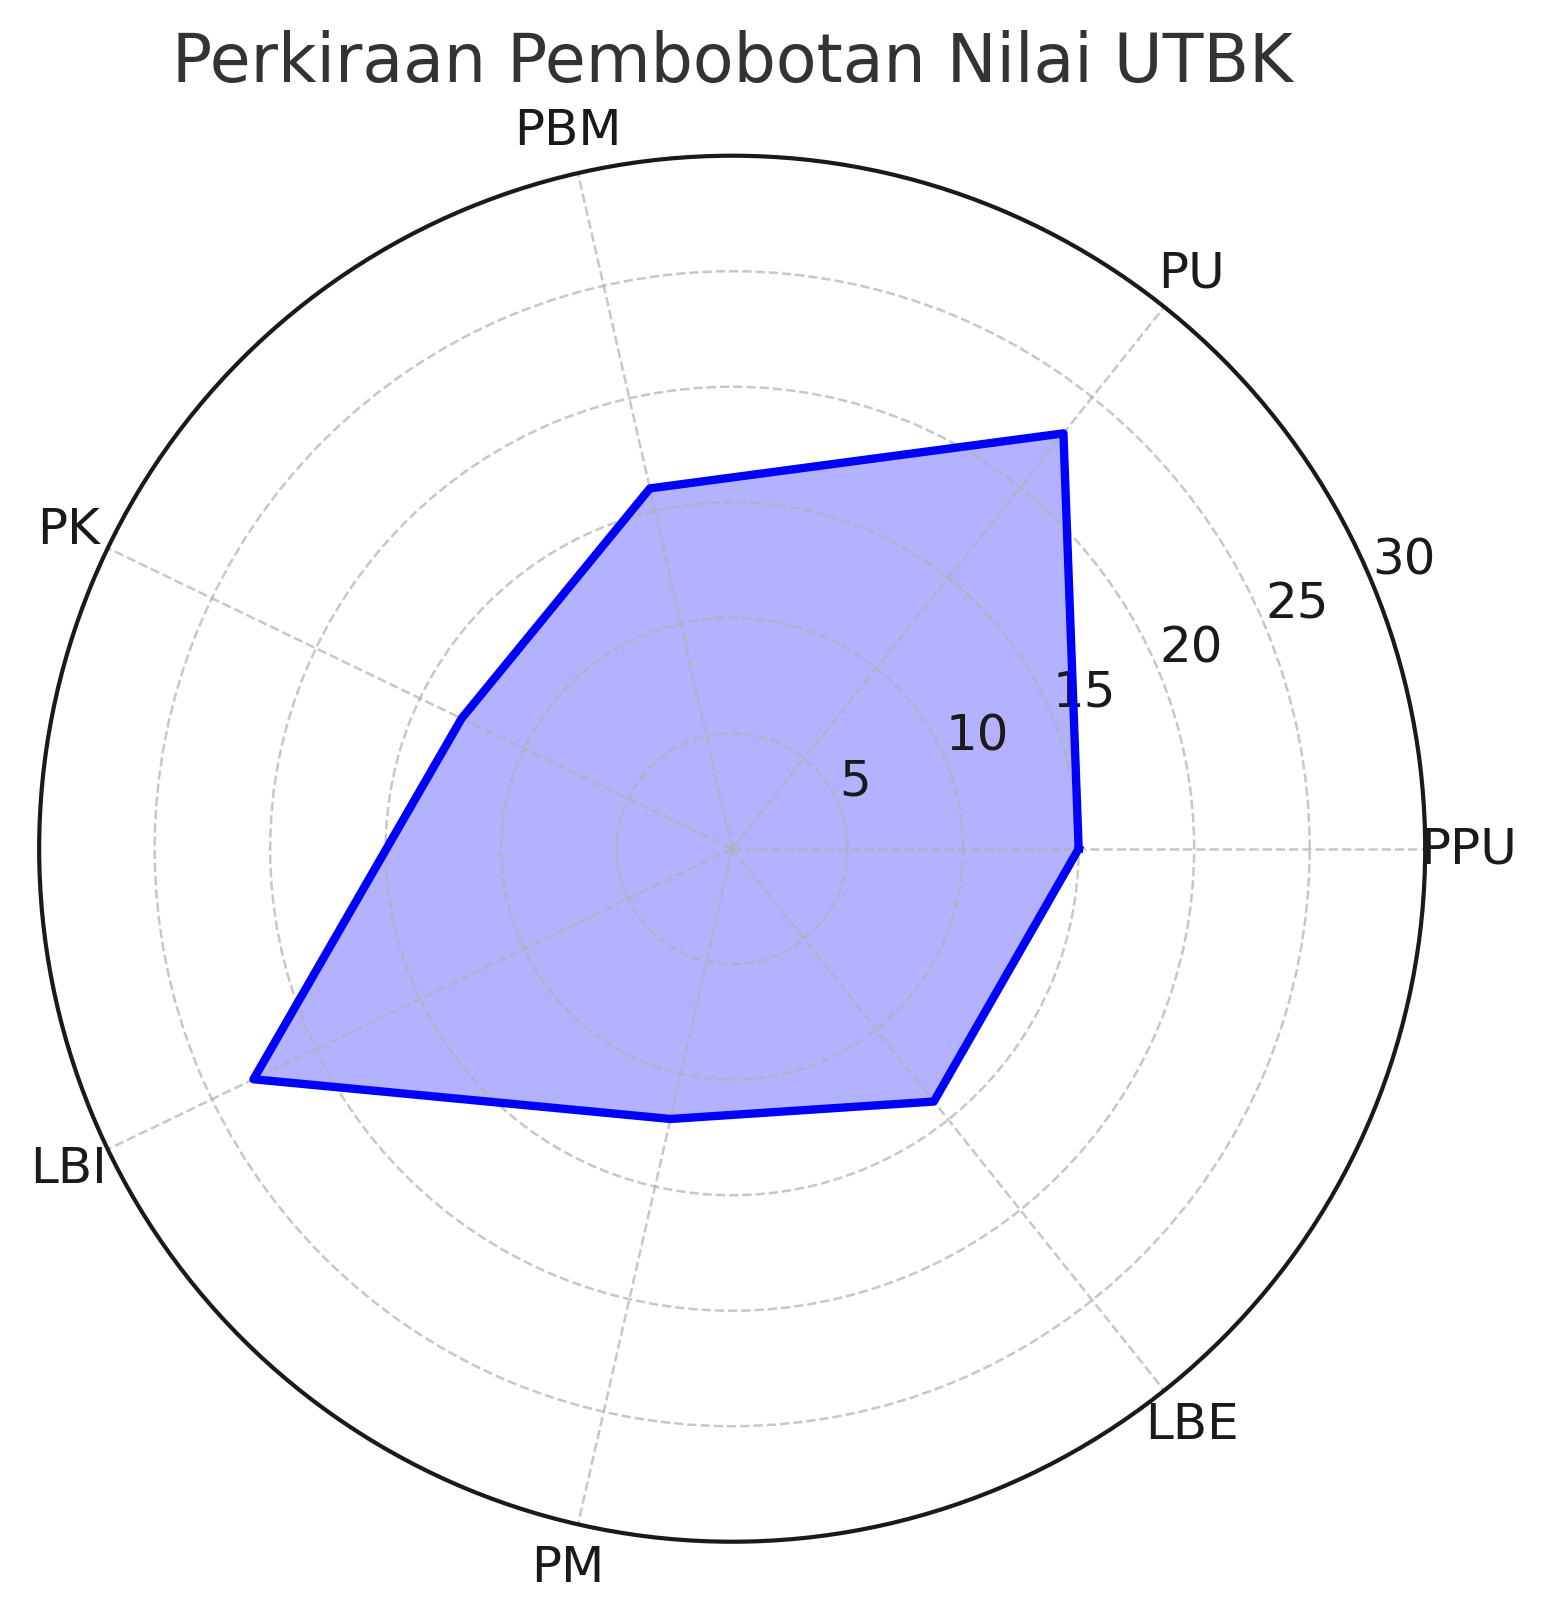 Perkiraan Pembobotan Nilai UTBK
PBM
PU
PK
30
25
20
15
10
5
PPU
LBI
LBE
PM